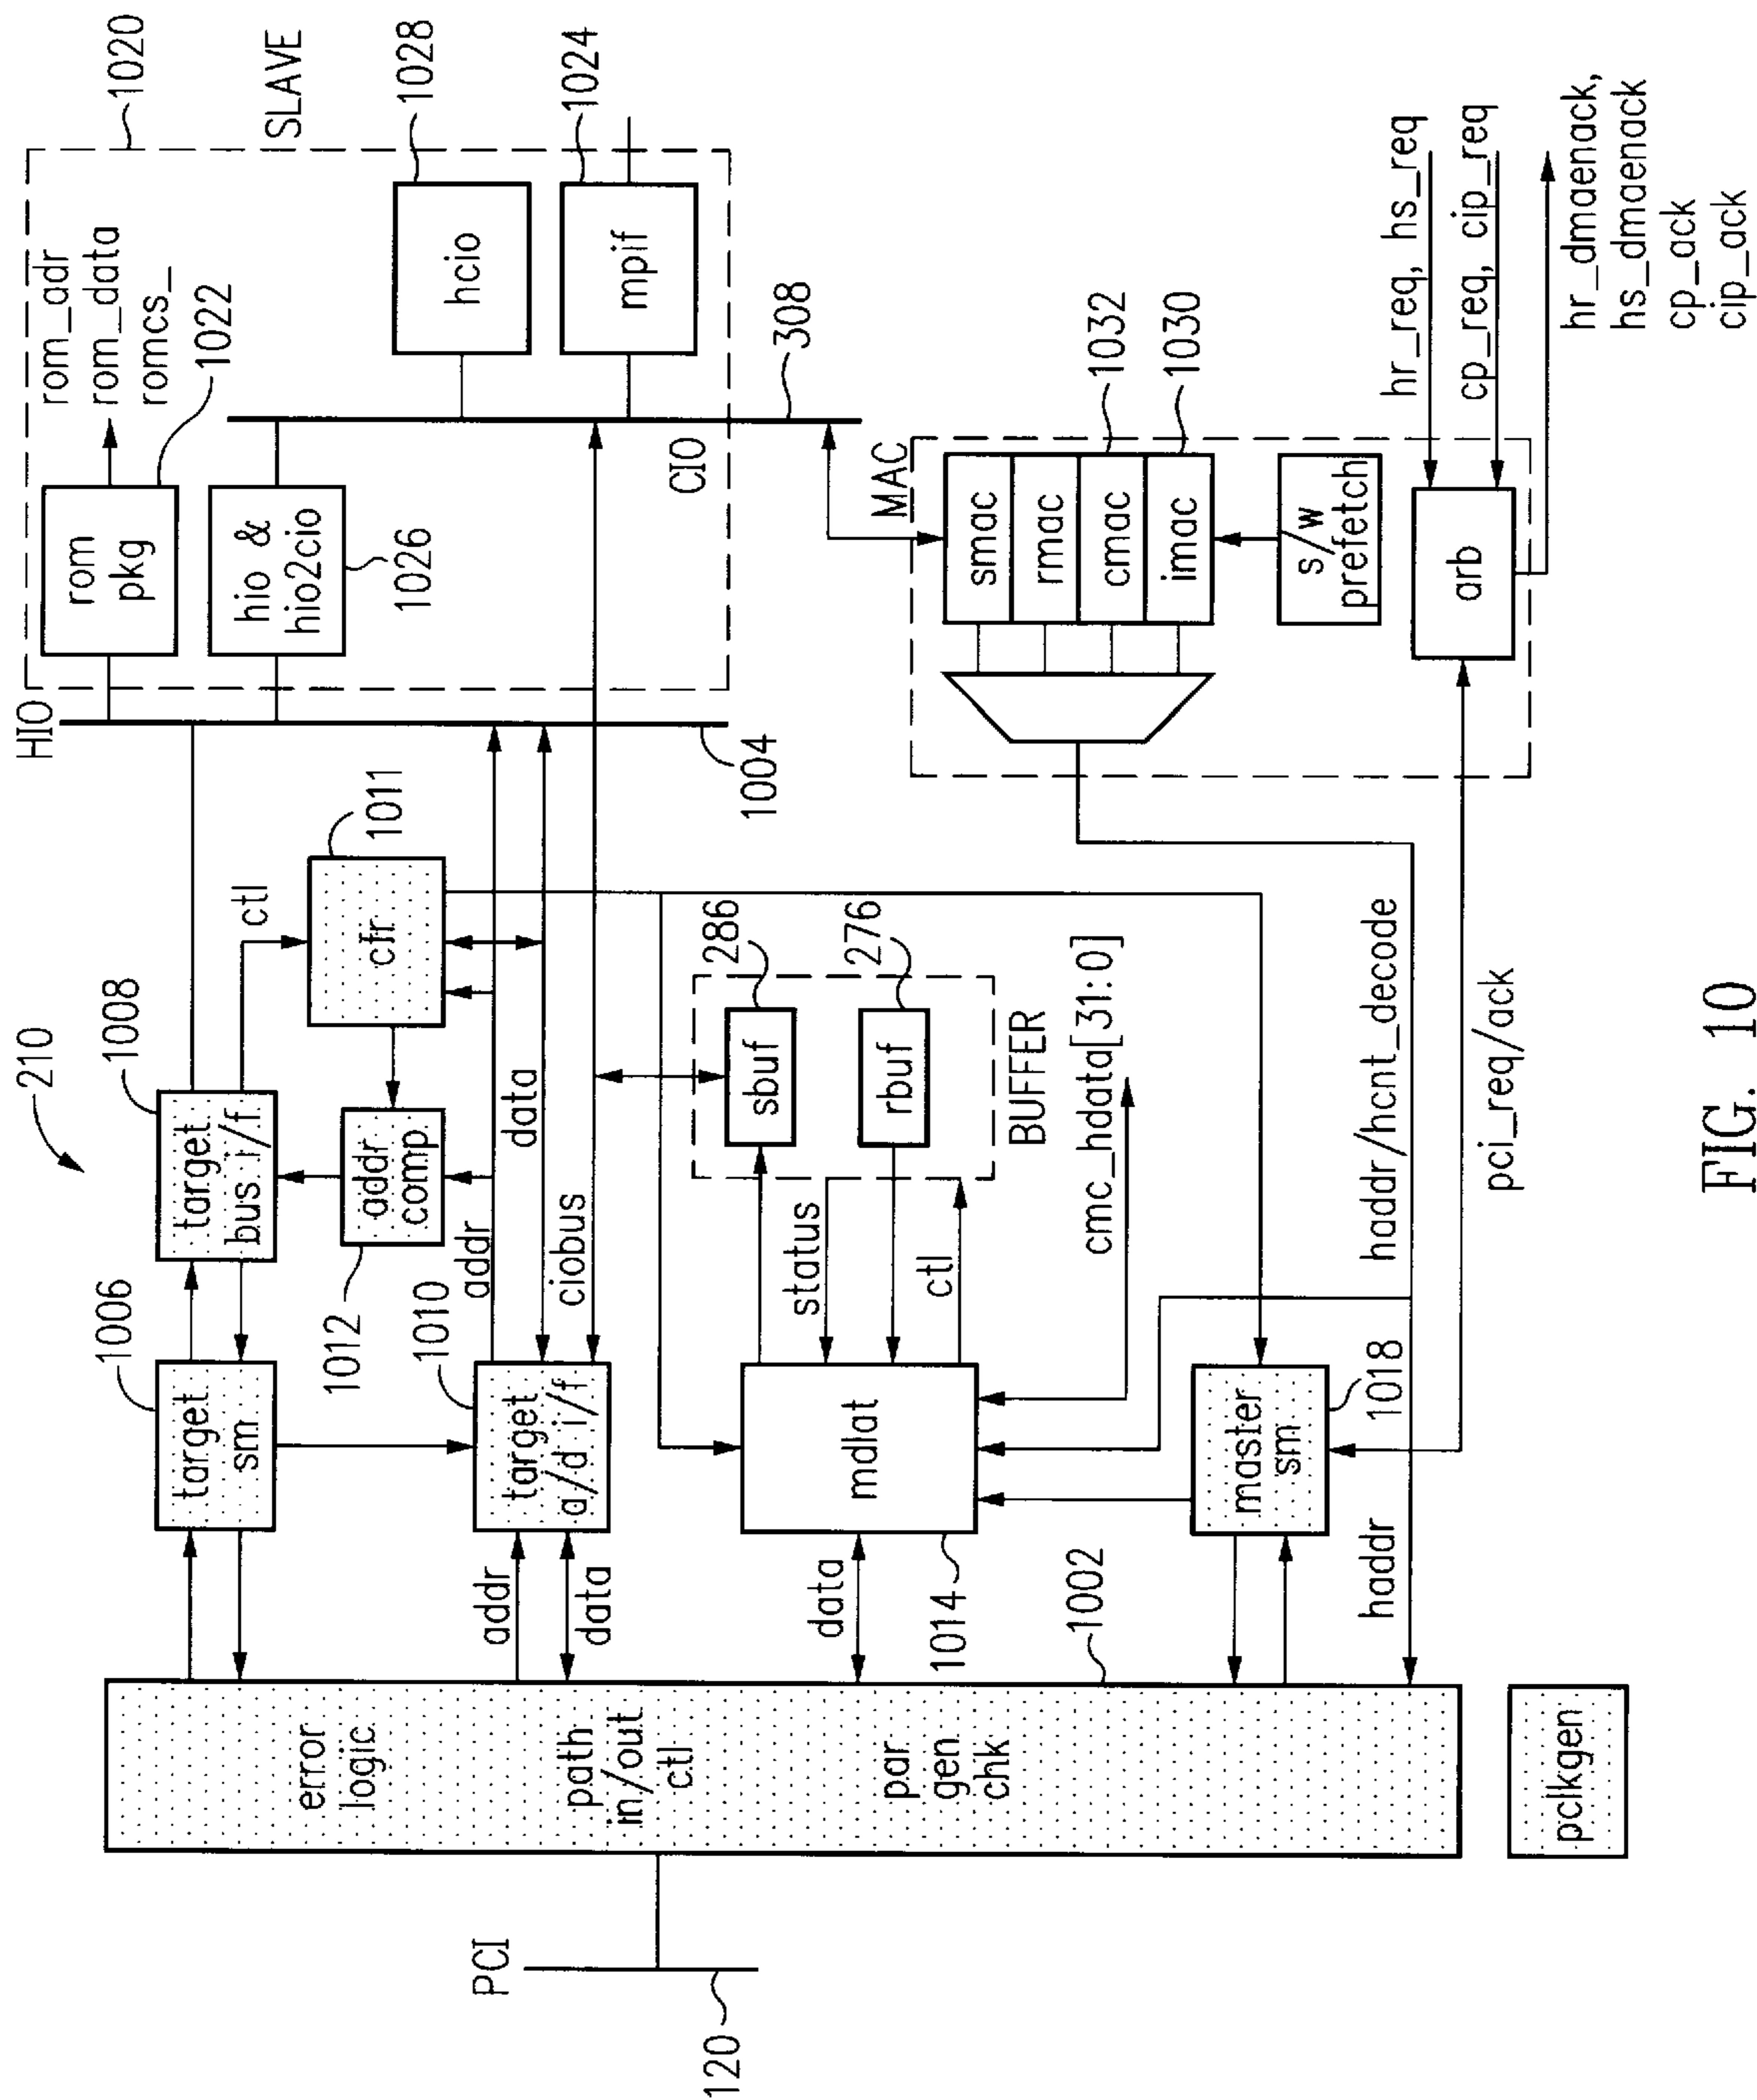 210
1020
SLAVE
HIO
rom
pkg
rom_adr
rom_data
romcs_
1022
hio &
hio2cio
1026
hcio
1028
mpif
1024
CIO
308
1004
1006
target
sm
1008
target
bus i/f
ctl
1011
cfr
1012
addr
comp
addr
data
ciobus
1010
target
a/d i/f
addr
data
error
logic
path
in/out
ctl
par
gen
chk
PCI
120
1002
data
mdlat
1014
status
ctl
sbuf
286
rbuf
276
BUFFER
cmc_hdata[31:0]
master
sm
1018
haddr
haddr/hcnt_decode
pci_req/ack
MAC
smac
rmac
cmac
imac
1032
1030
s/w
prefetch
arb
hr_req, hs_req
cp_req, cip_req
hr_dmaenack,
hs_dmaenack
cp_ack
cip_ack
pclkgen
FIG. 10